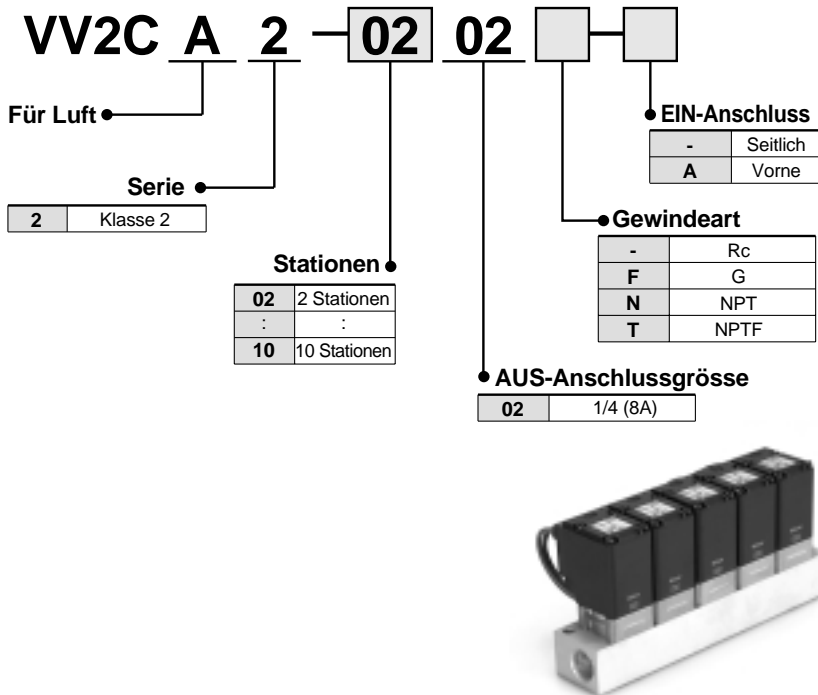 VV2C A 2 - 02 02 -
Für Luft
EIN-Anschluss
- Seitlich
A Vorne
Serie
2 Klasse 2
Gewindeart
- Rc
F G
N NPT
T NPTF
Stationen
02 2 Stationen
: :
10 10 Stationen
AUS-Anschlussgrösse
02 1/4 (8A)